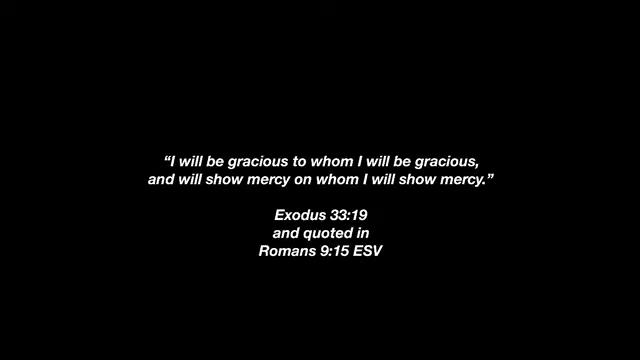 “I will be gracious to whom I will be gracious,
and will show mercy on whom I will show mercy.”
Exodus 33:19
and quoted in
Romans 9:15 ESV